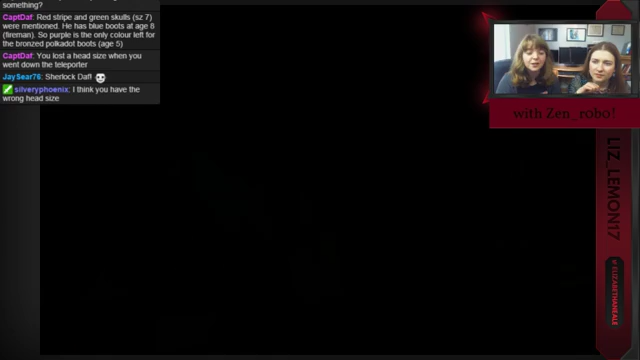 something?
CaptDaf: Red stripe and green skulls (sz 7)
were mentioned. He has blue boots at age 8
(fireman). So purple is the only colour left for
the bronzed polkadot boots (age 5)
CaptDaf: You lost a head size when you
went down the teleporter
JaySear76: Sherlock Daf!
silveryphoenix: I think you have the
wrong head size
with Zen_robo!
LIZ_LEMON17
@ELIZABETHANEALE